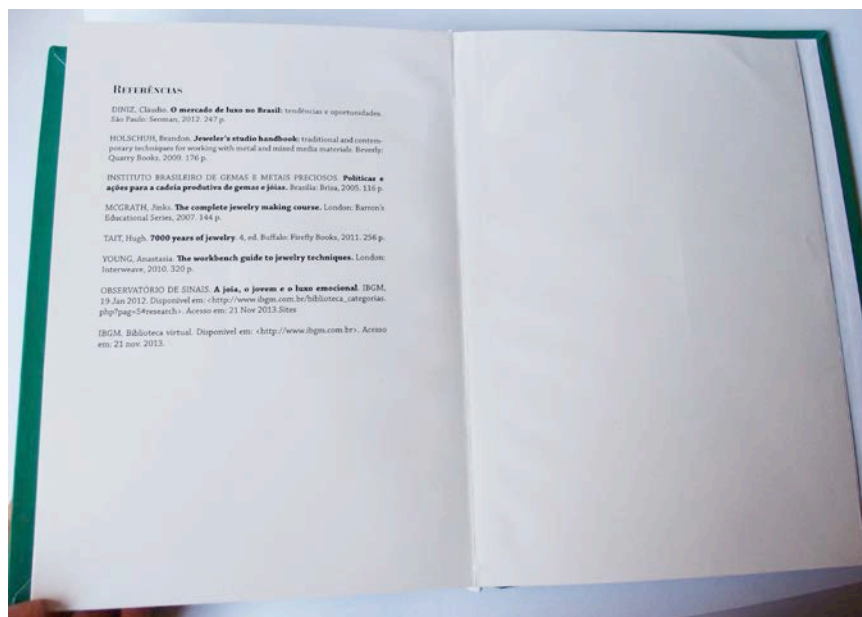 REFERÊNCIAS
DINIZ, Cláudio. O mercado de luxo no Brasil: tendências e oportunidades.
São Paulo: Seoman, 2012. 247 p.
HOLSCHUH, Brandon. Jeweler's studio handbook: traditional and contem-
porary techniques for working with metal and mixed media materials. Beverly:
Quarry Books, 2009. 176 p.
INSTITUTO BRASILEIRO DE GEMAS E METAIS PRECIOSOS. Políticas e
ações para a cadeia produtiva de gemas e jóias. Brasília: Brisa, 2005. 116 p.
MCGRATH, Jinks. The complete jewelry making course. London: Barron's
Educational Series, 2007. 144 p.
TAIT, Hugh. 7000 years of jewelry. 4, ed. Buffalo: Firefly Books, 2011. 256 p.
YOUNG, Anastasia. The workbench guide to jewelry techniques. London:
Interweave, 2010. 320 p.
OBSERVATÓRIO DE SINAIS. A joia, o jovem e o luxo emocional. IBGM,
19 Jan 2012. Disponível em: <http://www.ibgm.com.br/biblioteca_categorias.
php?pag=5#research>. Acesso em: 21 Nov 2013.Sites
IBGM. Biblioteca virtual. Disponível em: <http://www.ibgm.com.br>. Acesso
em: 21 nov. 2013.